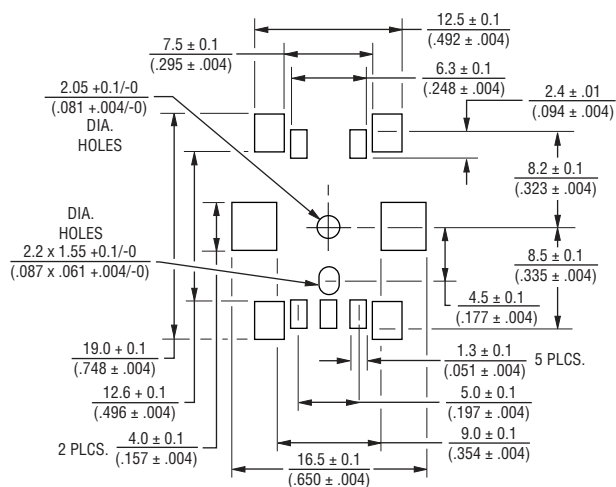 12.5 ± 0.1
(.492 ± .004)
7.5 ± 0.1
(.295 ± .004)
6.3 ± 0.1
(.248 ± .004)
2.05 +0.1/-0
(.081 +.004/-0)
DIA.
HOLES
2.4 ± .01
(.094 ± .004)
8.2 ± 0.1
(.323 ± .004)
DIA.
HOLES
2.2 x 1.55 +0.1/-0
(.087 x .061 +.004/-0)
8.5 ± 0.1
(.335 ± .004)
4.5 ± 0.1
(.177 ± .004)
19.0 + 0.1
(.748 ± .004)
1.3 ± 0.1
(.051 ± .004)
5 PLCS.
12.6 + 0.1
(.496 ± .004)
5.0 ± 0.1
(.197 ± .004)
2 PLCS.
4.0 ± 0.1
(.157 ± .004)
9.0 ± 0.1
(.354 ± .004)
16.5 ± 0.1
(.650 ± .004)